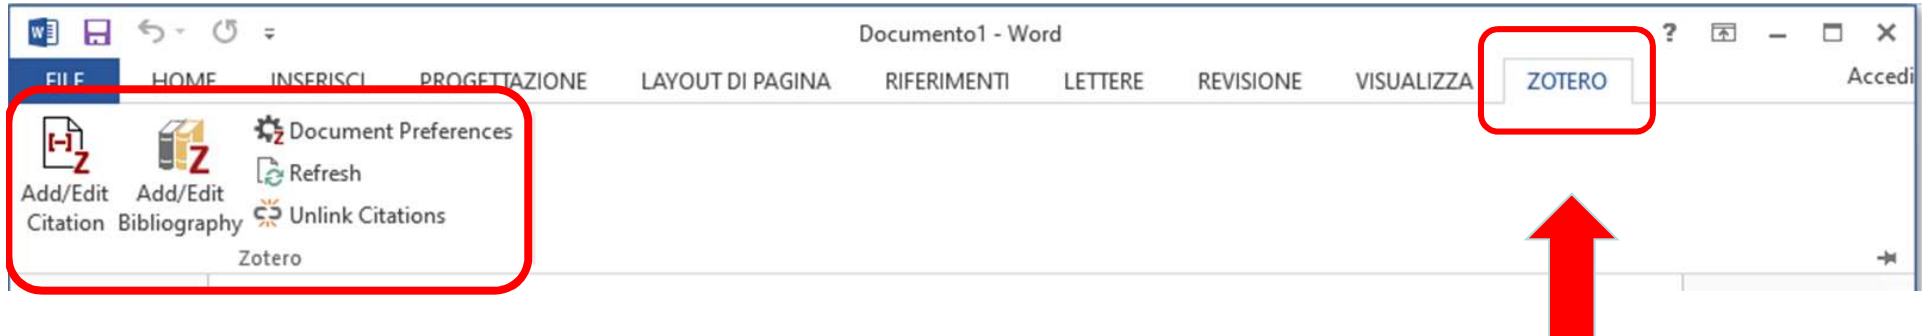 Documento1 - Word
?
FILE HOME INSERISCI PROGETTAZIONE LAYOUT DI PAGINA RIFERIMENTI LETTERE REVISIONE VISUALIZZA ZOTERO Accedi
Add/Edit Citation
Add/Edit Bibliography
Document Preferences
Refresh
Unlink Citations
Zotero